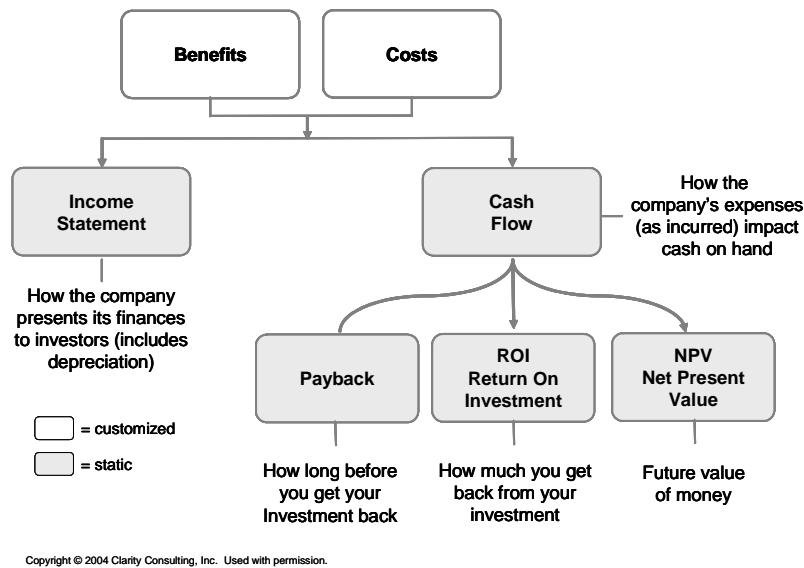 Benefits
Costs
Income
Statement
Cash
Flow
How the
company's expenses
(as incurred) impact
cash on hand
How the company
presents its finances
to investors (includes
depreciation)
Payback
ROI
Return On
Investment
NPV
Net Present
Value
= customized
= static
How long before
you get your
Investment back
How much you get
back from your
investment
Future value
of money
Copyright © 2004 Clarity Consulting, Inc. Used with permission.